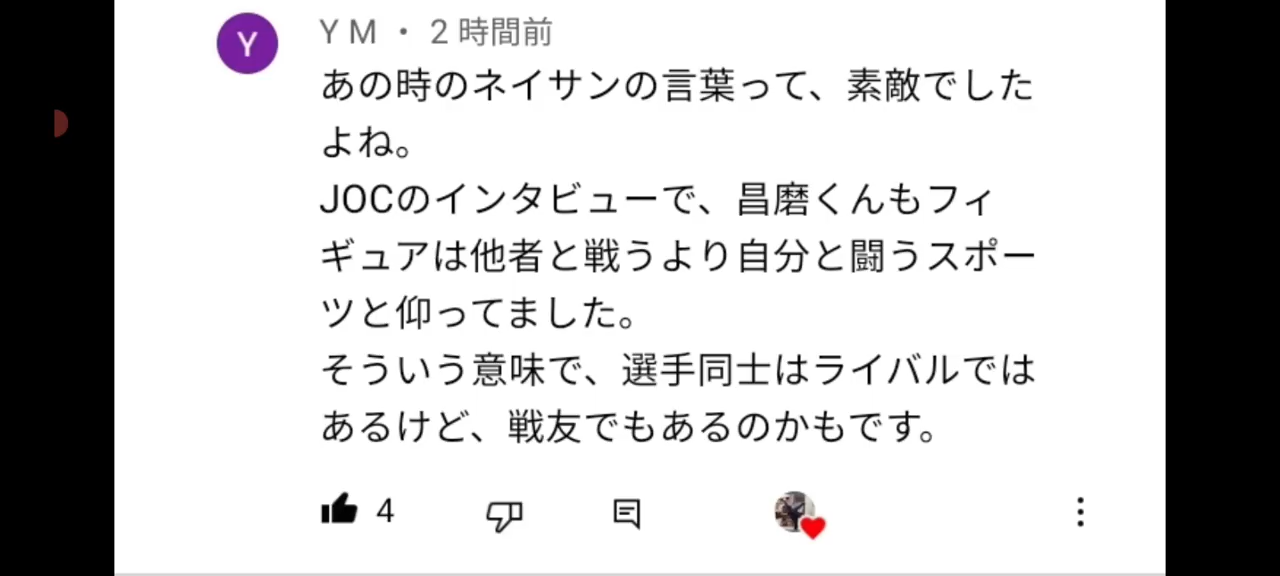 Y
Y M ・ 2 時間前
あの時のネイサンの言葉って、素敵でした
よね。
JOCのインタビューで、昌磨くんもフィ
ギュアは他者と戦うより自分と闘うスポー
ツと仰ってました。
そういう意味で、選手同士はライバルでは
あるけど、戦友でもあるのかもです。
4